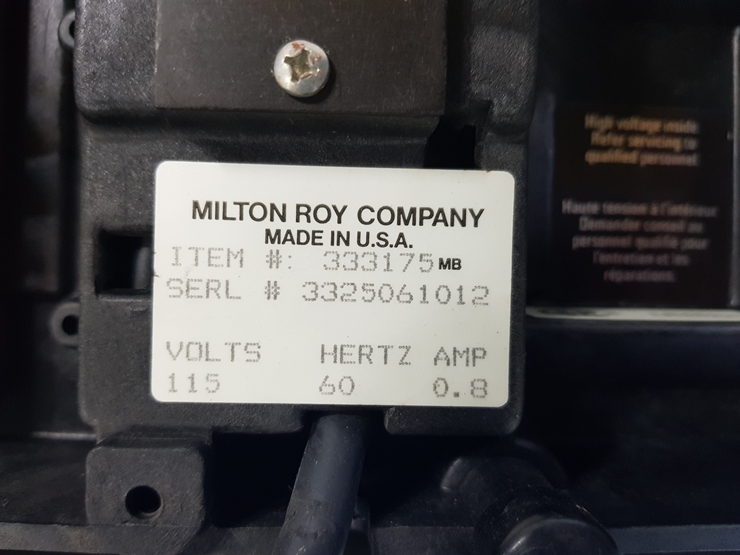 MILTON ROY COMPANY
MADE IN U.S.A.
ITEM #: 333175 MB
SERL # 3325061012
VOLTS HERTZ AMP
115 60 0.8
High voltage inside
Refer servicing to
qualified personnel
Haute tension à l'intérieur
Demander conseil au
personnel qualifié pour
l'entretien et les
réparations.